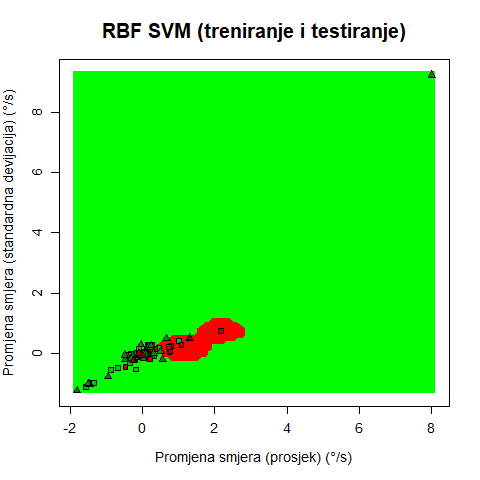 RBF SVM (treniranje i testiranje)
Promjena smjera (standardna devijacija) (°/s)
8
6
4
2
0
-2 0 2 4 6 8
Promjena smjera (prosjek) (°/s)